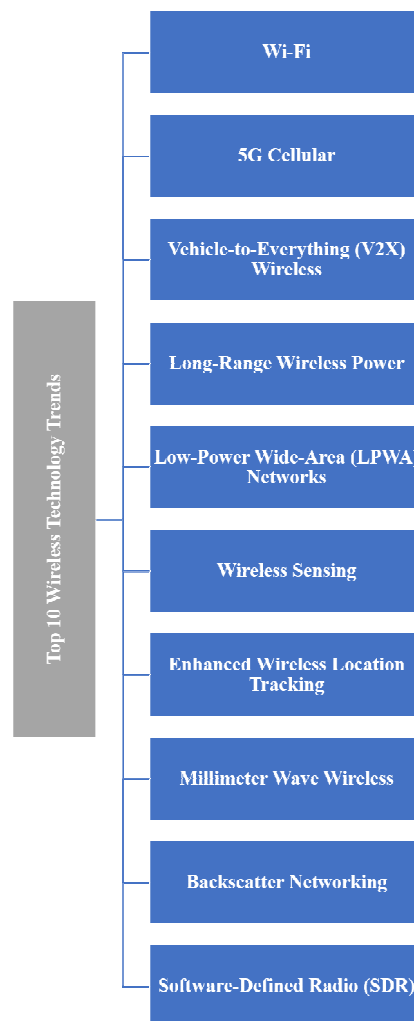 Top 10 Wireless Technology Trends
Wi-Fi
5G Cellular
Vehicle-to-Everything (V2X)
Wireless
Long-Range Wireless Power
Low-Power Wide-Area (LPWA)
Networks
Wireless Sensing
Enhanced Wireless Location
Tracking
Millimeter Wave Wireless
Backscatter Networking
Software-Defined Radio (SDR)